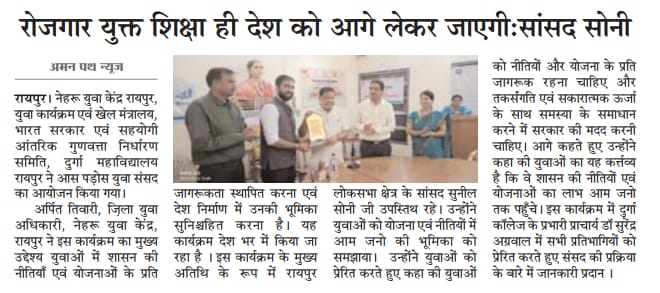 रोजगार युक्त शिक्षा ही देश को आगे लेकर जाएगी:सांसद सोनी
अमन पथ न्यूज
रायपुर। नेहरू युवा केंद्र रायपुर,
युवा कार्यक्रम एवं खेल मंत्रालय,
भारत सरकार एवं सहयोगी
आंतरिक गुणवत्ता निर्धारण
समिति, दुर्गा महाविद्यालय
रायपुर ने आस पड़ोस युवा संसद
का आयोजन किया गया।
अर्पित तिवारी, ज़िला युवा
अधिकारी, नेहरू युवा केंद्र,
रायपुर ने इस कार्यक्रम का मुख्य
उद्देश्य युवाओं में शासन की
नीतियाँ एवं योजनाओं के प्रति
जागरूकता स्थापित करना एवं
देश निर्माण में उनकी भूमिका
सुनिश्चहित करना है। यह
कार्यक्रम देश भर में किया जा
रहा है । इस कार्यक्रम के मुख्य
अतिथि के रूप में रायपुर
लोकसभा क्षेत्र के सांसद सुनील
सोनी जी उपस्तिथ रहे। उन्होंने
युवाओं को योजना एवं नीतियों में
आम जनो की भूमिका को
समझाया। उन्होंने युवाओं को
प्रेरित करते हुए कहा की युवाओं
को नीतियों और योजना के प्रति
जागरूक रहना चाहिए और
तकर्संगति एवं सकारात्मक ऊर्जा
के साथ समस्या के समाधान
करने में सरकार की मदद करनी
चाहिए। आगे कहते हुए उन्होंने
कहा की युवाओं का यह कर्त्तव्य
है कि वे शासन की नीतियों एवं
योजनाओं का लाभ आम जनो
तक पहुँचे। इस कार्यक्रम में दुर्गा
कॉलेज के प्रभारी प्राचार्य डॉ सुरेंद्र
अग्रवाल में सभी प्रतिभागियों को
प्रेरित करते हुए संसद की प्रक्रिया
के बारे में जानकारी प्रदान ।